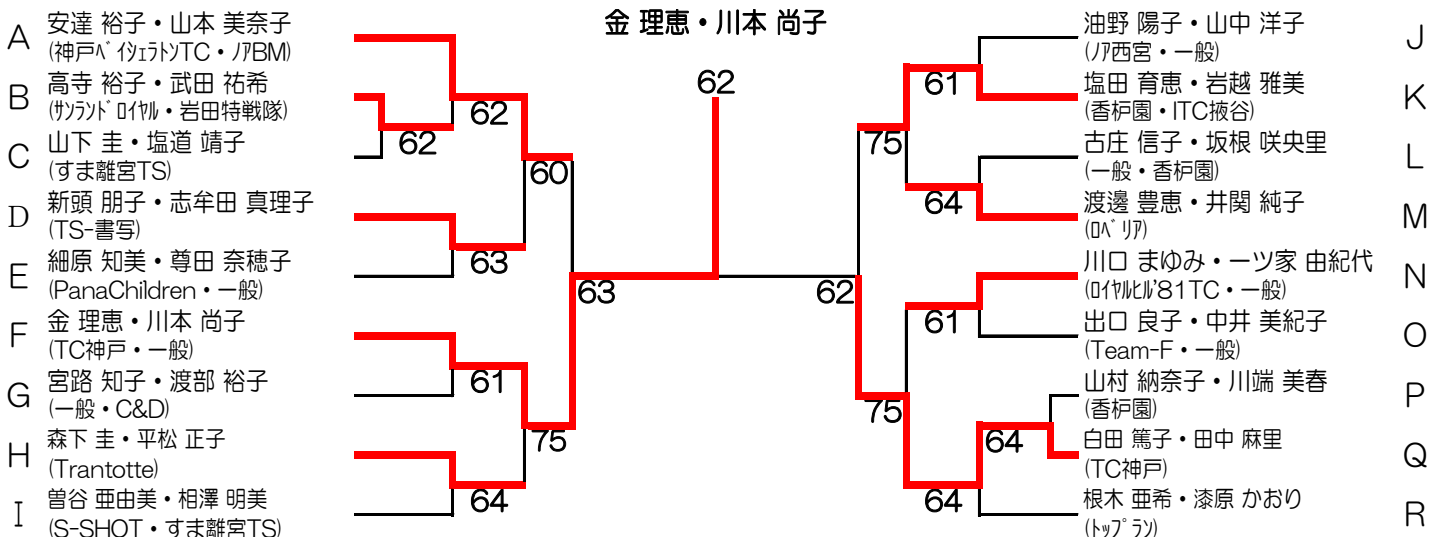 金 理恵・川本 尚子
62
A
安達 裕子・山本 美奈子
(神戸ﾍﾞｲｼｪﾗﾄﾝTC・ﾉｱBM)
B
高寺 裕子・武田 祐希
(ｻﾝﾗﾝﾄﾞﾛｲﾔﾙ・岩田特戦隊)
C
山下 圭・塩道 靖子
(すま離宮TS)
D
新頭 朋子・志牟田 真理子
(TS-書写)
E
細原 知美・尊田 奈穂子
(PanaChildren・一般)
F
金 理恵・川本 尚子
(TC神戸・一般)
G
宮路 知子・渡部 裕子
(一般・C&D)
H
森下 圭・平松 正子
(Trantotte)
I
曽谷 亜由美・相澤 明美
(S-SHOT・すま離宮TS)
62
62
60
63
63
61
75
64
61
75
64
62
61
75
64
64
油野 陽子・山中 洋子
(ﾉｱ西宮・一般)
J
塩田 育恵・岩越 雅美
(香枦園・ITC掖谷)
K
古庄 信子・坂根 咲央里
(一般・香枦園)
L
渡邊 豊恵・井関 純子
(ﾛﾍﾞﾘｱ)
M
川口 まゆみ・一ツ家 由紀代
(ﾛｲﾔﾙﾋﾙ'81TC・一般)
N
出口 良子・中井 美紀子
(Team-F・一般)
O
山村 納奈子・川端 美春
(香枦園)
P
白田 篤子・田中 麻里
(TC神戸)
Q
根木 亜希・漆原 かおり
(ﾄｯﾌﾟﾗﾝ)
R